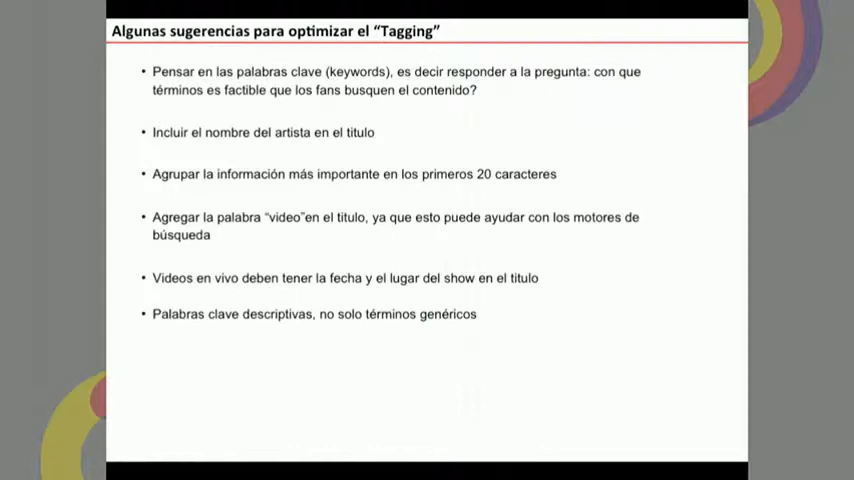 Algunas sugerencias para optimizar el “Tagging”
• Pensar en las palabras clave (keywords), es decir responder a la pregunta: con que
términos es factible que los fans busquen el contenido?
• Incluir el nombre del artista en el titulo
• Agrupar la información más importante en los primeros 20 caracteres
• Agregar la palabra “video”en el titulo, ya que esto puede ayudar con los motores de
búsqueda
• Videos en vivo deben tener la fecha y el lugar del show en el titulo
• Palabras clave descriptivas, no solo términos genéricos